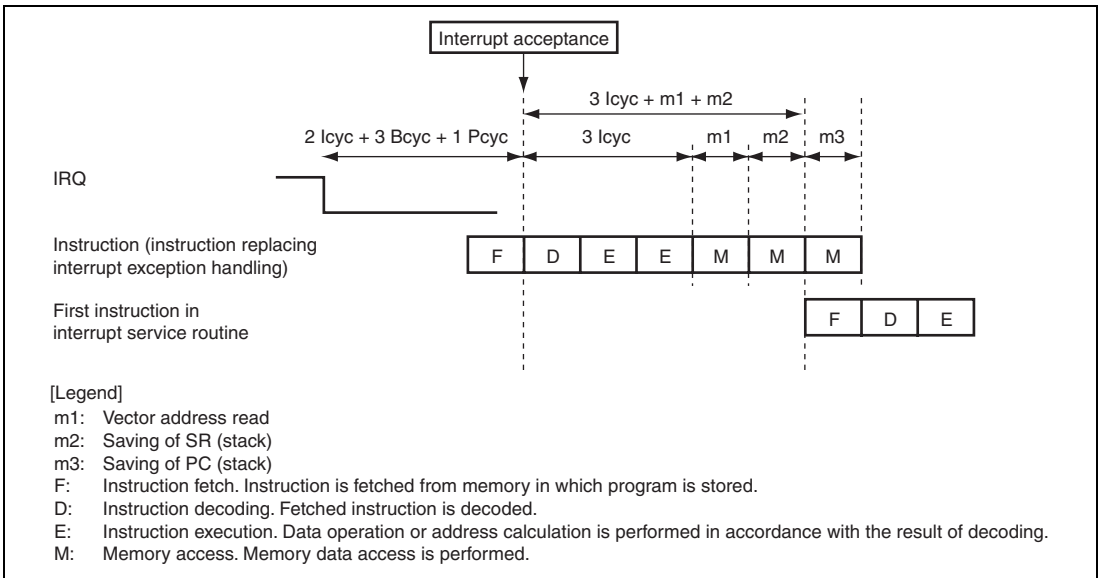 Interrupt acceptance
3 Icyc + m1 + m2
2 Icyc + 3 Bcyc + 1 Pcyc
3 Icyc
m1
m2
m3
IRQ
Instruction (instruction replacing
interrupt exception handling)
F D E E M M M
First instruction in
interrupt service routine
F D E
[Legend]
m1: Vector address read
m2: Saving of SR (stack)
m3: Saving of PC (stack)
F: Instruction fetch. Instruction is fetched from memory in which program is stored.
D: Instruction decoding. Fetched instruction is decoded.
E: Instruction execution. Data operation or address calculation is performed in accordance with the result of decoding.
M: Memory access. Memory data access is performed.